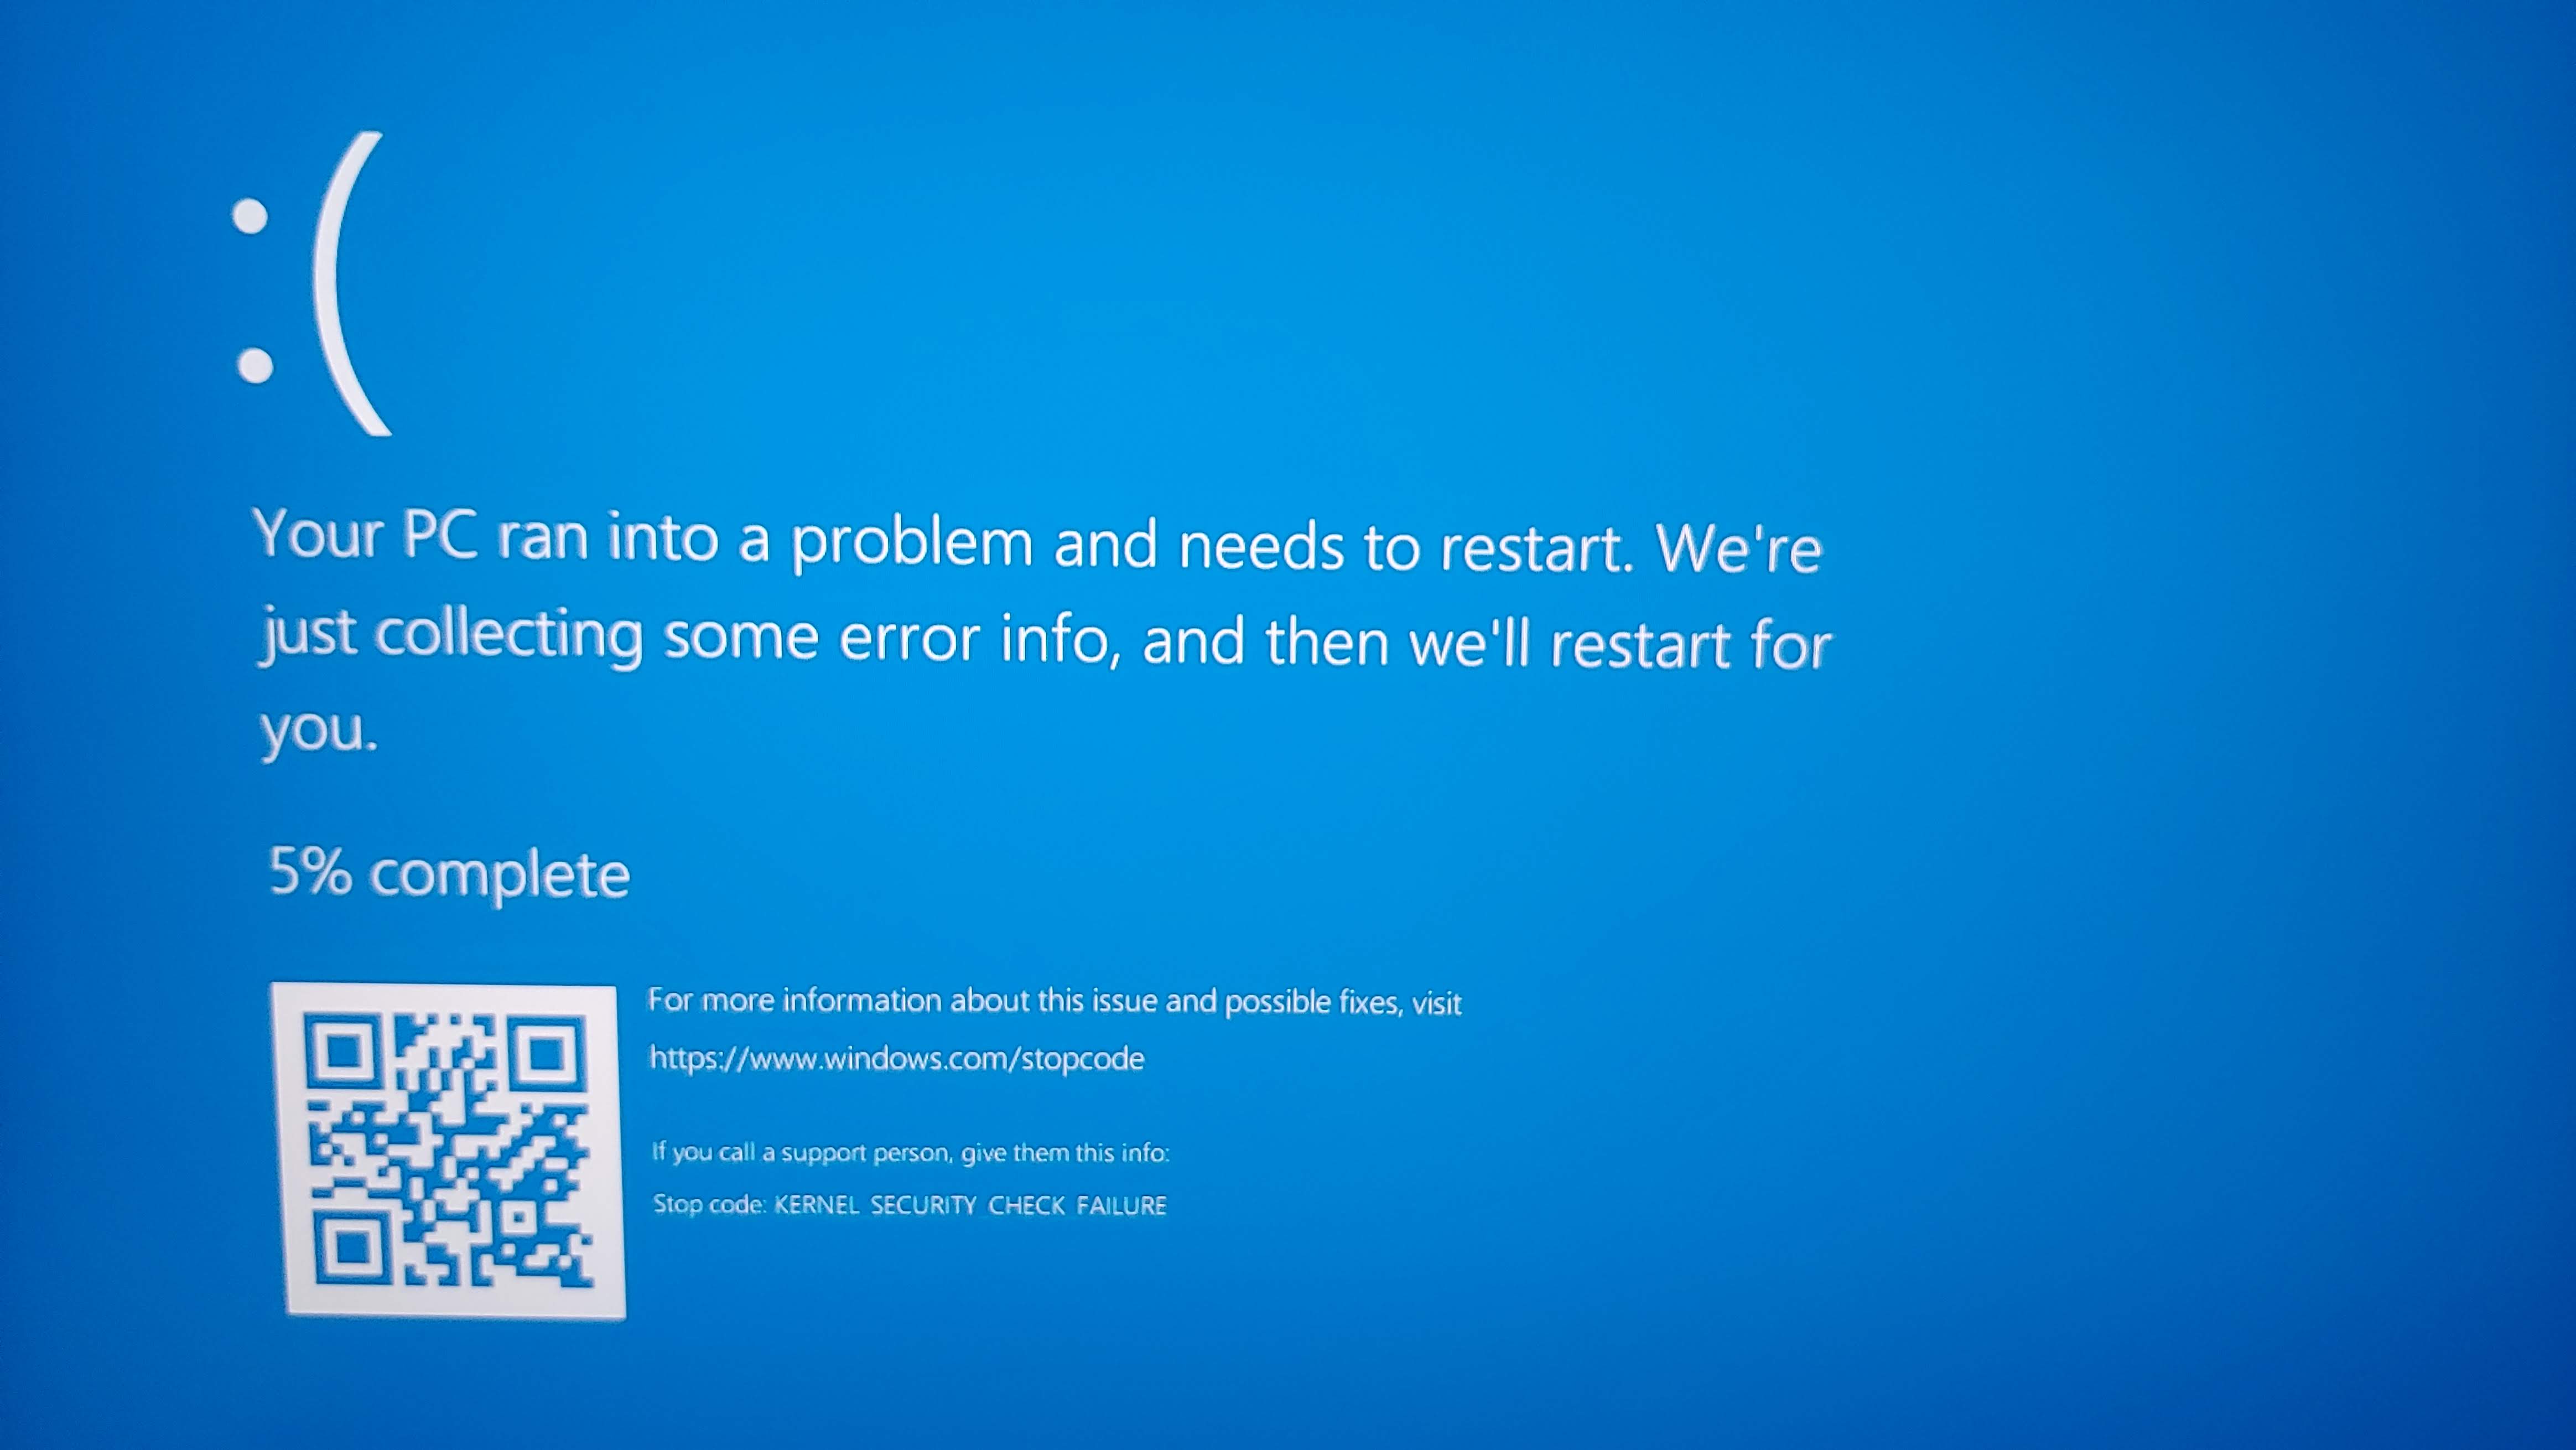 :(
Your PC ran into a problem and needs to restart. We're
just collecting some error info, and then we'll restart for
you.
5% complete
For more information about this issue and possible fixes, visit
https://www.windows.com/stopcode
If you call a support person, give them this info:
Stop code: KERNEL SECURITY CHECK FAILURE